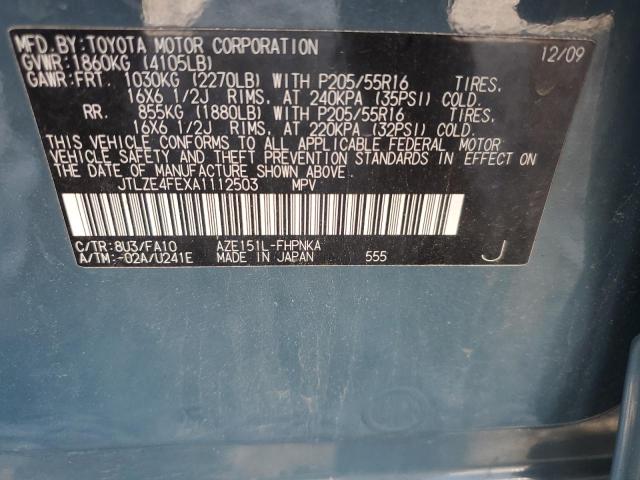 MFD.BY:TOYOTA MOTOR CORPORATION 12/09
GVWR:1860KG (4105LB)
GAWR:FRT. 1030KG (2270LB) WITH P205/55R16 TIRES,
16X6 1/2J RIMS, AT 240KPA (35PSI) COLD.
RR. 855KG (1880LB) WITH P205/55R16 TIRES,
16X6 1/2J RIMS, AT 220KPA (32PSI) COLD.
THIS VEHICLE CONFORMS TO ALL APPLICABLE FEDERAL MOTOR
VEHICLE SAFETY AND THEFT PREVENTION STANDARDS IN EFFECT ON
THE DATE OF MANUFACTURE SHOWN ABOVE.
JTLZE4FEXA1112503 MPV
C/TR:8U3/FA10 AZE151L-FHPNKA
A/TM:-02A/U241E MADE IN JAPAN 555 J